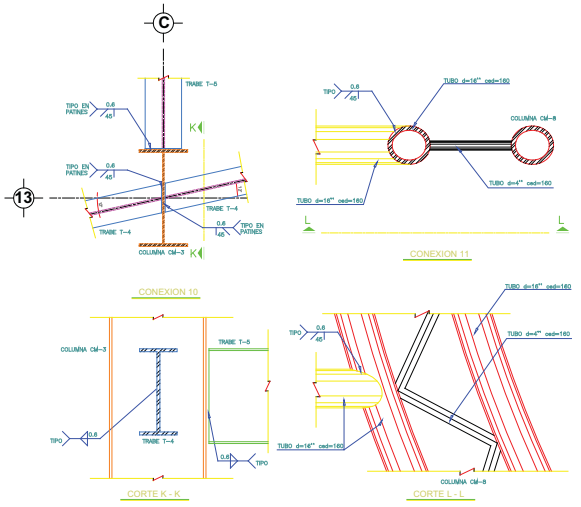 C
13
TRABE T-6
TIPO EN
PATINES
0.6
45
K
TIPO EN
PATINES
0.6
45
TRABE T-4
TRABE T-4
0.6
45
TIPO EN
PATINES
COLUMNA CM-3
K
CONEXION 10
TIPO
0.6
45
TUBO d=16" ced=160
COLUMNA CM-8
TUBO d=4" ced=160
TUBO d=16" ced=160
L
L
CONEXION 11
COLUMNA CM-3
TRABE T-6
TIPO
0.6
TRABE T-4
0.6
TIPO
CORTE K - K
TIPO
0.6
45
TUBO d=16" ced=160
TUBO d=4" ced=160
TUBO d=16" ced=160
COLUMNA CM-8
CORTE L - L